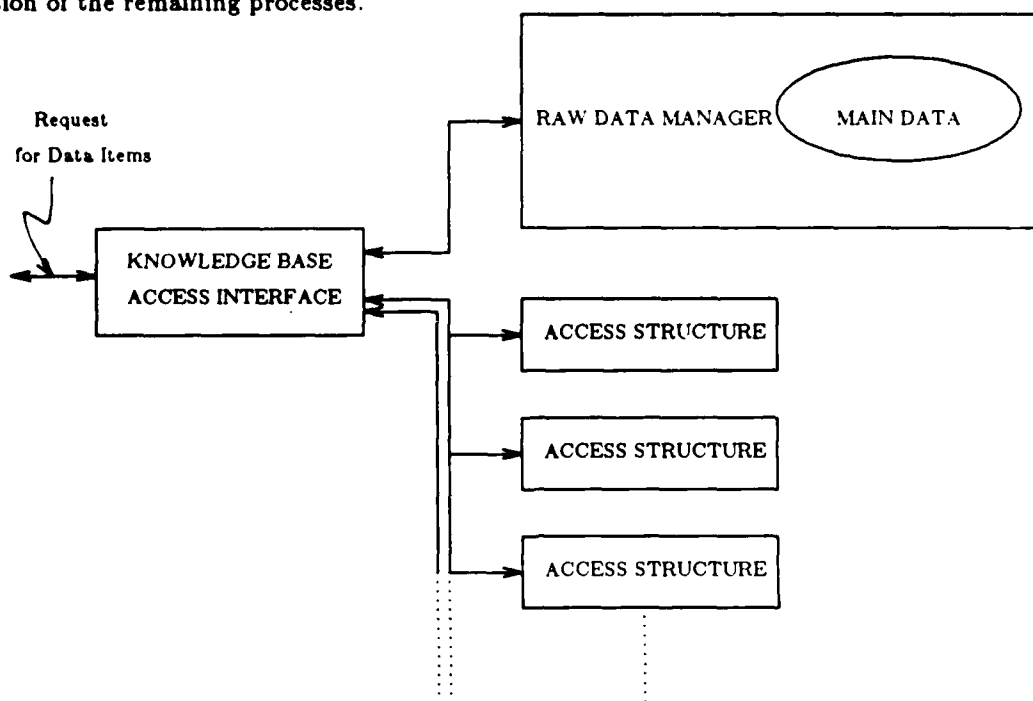 sion of the remaining processes.
RAW DATA MANAGER
MAIN DATA
Request
for Data Items
KNOWLEDGE BASE
ACCESS INTERFACE
ACCESS STRUCTURE
ACCESS STRUCTURE
ACCESS STRUCTURE